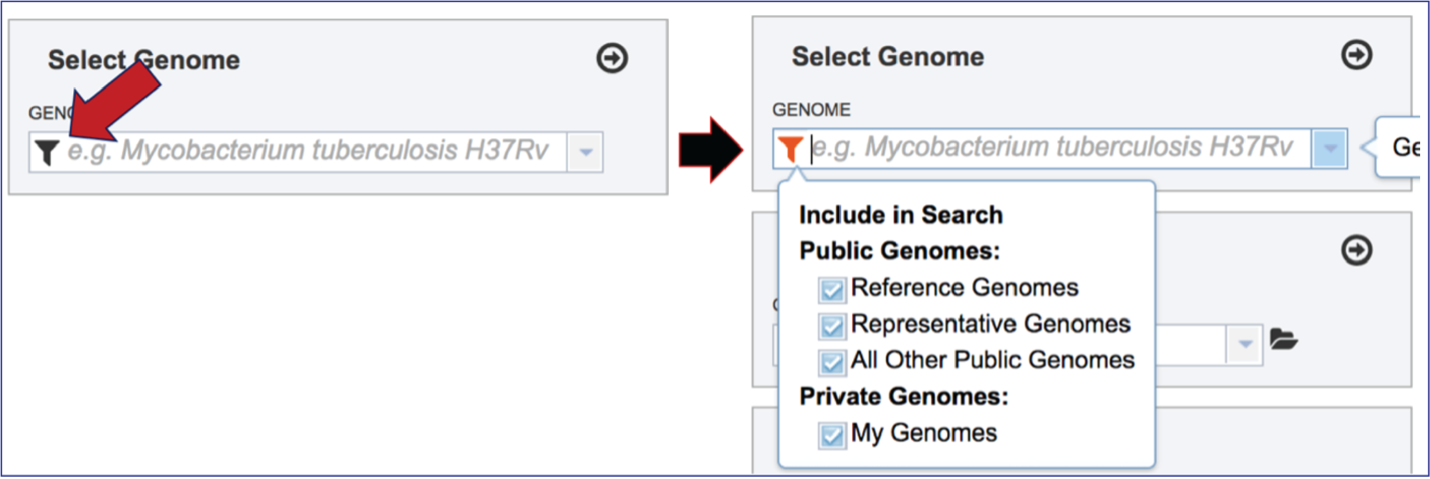 Select Genome
GENO
e.g. Mycobacterium tuberculosis H37Rv
Select Genome
GENOME
e.g. Mycobacterium tuberculosis H37Rv
Ge
Include in Search
Public Genomes:
Reference Genomes
Representative Genomes
All Other Public Genomes
Private Genomes:
My Genomes